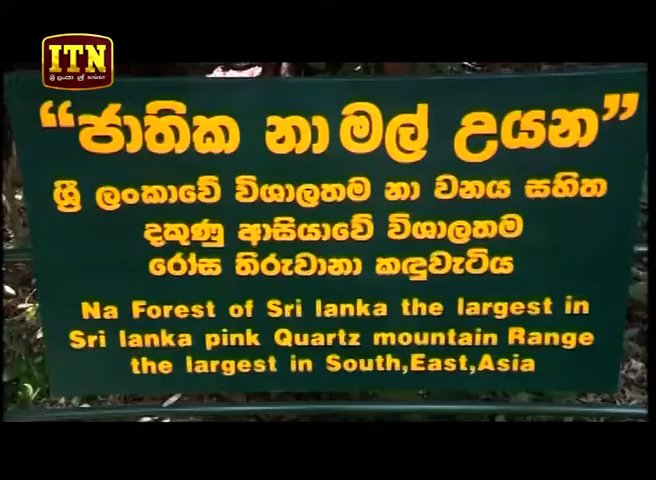 ITN
ශ්‍රී ලංකා ஸ்ரீ லங்கா
“ජාතික නා මල් උයන”
ශ්‍රී ලංකාවේ විශාලතම නා වනය සහිත
දකුණු ආසියාවේ විශාලතම
රෝස තිරුවානා කඳුවැටිය
Na Forest of Sri lanka the largest in
Sri lanka pink Quartz mountain Range
the largest in South,East,Asia